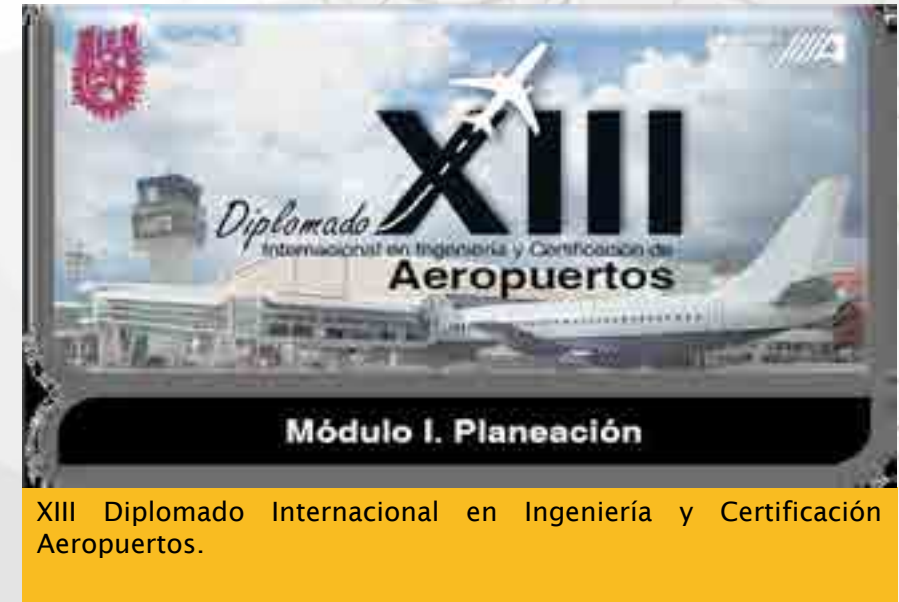 XIII
Diplomado
Internacional en Ingeniería y Certificación de
Aeropuertos
Módulo I. Planeación
XIII Diplomado Internacional en Ingeniería y Certificación
Aeropuertos.